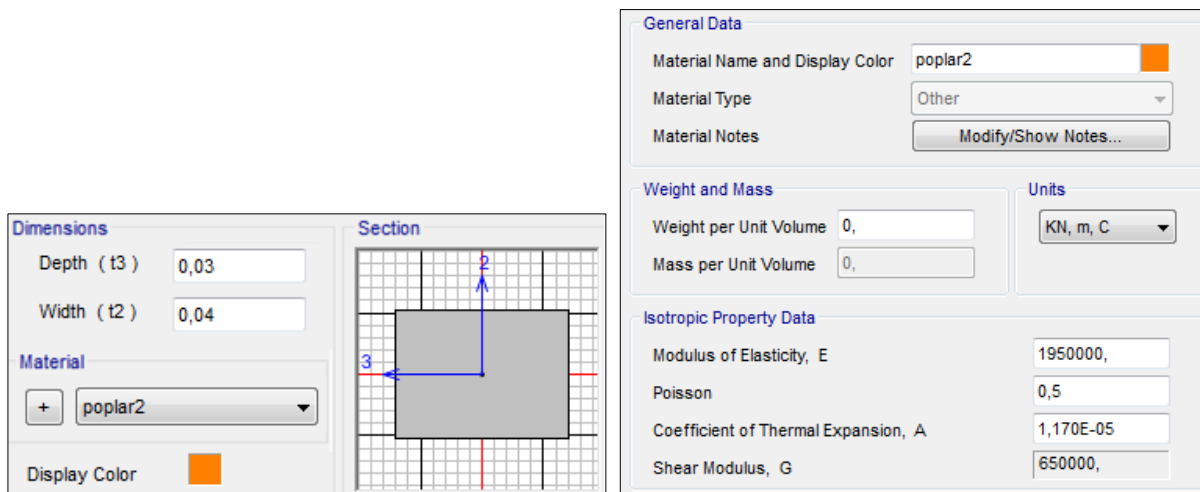 Dimensions
Depth ( t3 ) 0,03
Width ( t2 ) 0,04
Material
+ poplar2
Display Color
Section
2
3
General Data
Material Name and Display Color poplar2
Material Type Other
Material Notes Modify/Show Notes...
Weight and Mass
Weight per Unit Volume 0,
Mass per Unit Volume 0,
Units
KN, m, C
Isotropic Property Data
Modulus of Elasticity, E 1950000,
Poisson 0,5
Coefficient of Thermal Expansion, A 1,170E-05
Shear Modulus, G 650000,